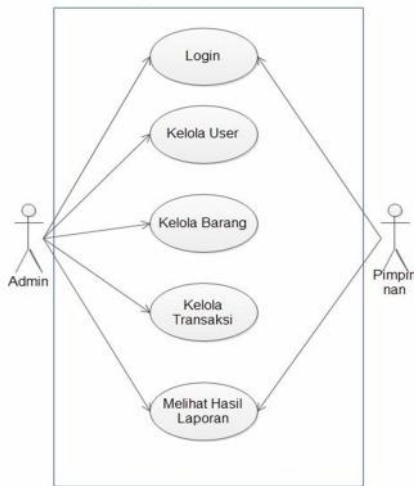 Login
Kelola User
Kelola Barang
Admin
Pimpin
nan
Kelola
Transaksi
Melihat Hasil
Laporan